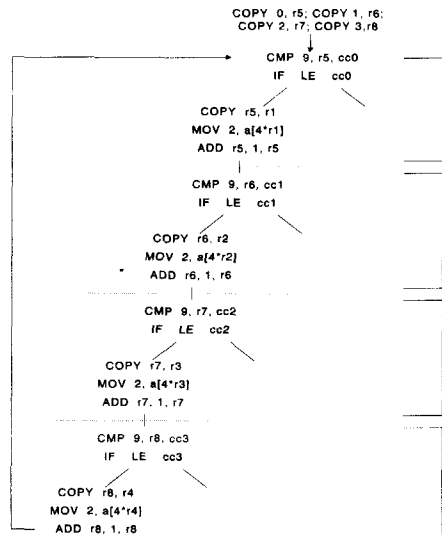 COPY 0, r5; COPY 1, r6;
COPY 2, r7; COPY 3,r8
CMP 9, r5, cc0
IF LE cc0
COPY r5, r1
MOV 2, a[4*r1]
ADD r5, 1, r5
CMP 9, r6, cc1
IF LE cc1
COPY r6, r2
MOV 2, a[4*r2]
ADD r6, 1, r6
CMP 9, r7, cc2
IF LE cc2
COPY r7, r3
MOV 2, a[4*r3]
ADD r7, 1, r7
CMP 9, r8, cc3
IF LE cc3
COPY r8, r4
MOV 2, a[4*r4]
ADD r8, 1, r8